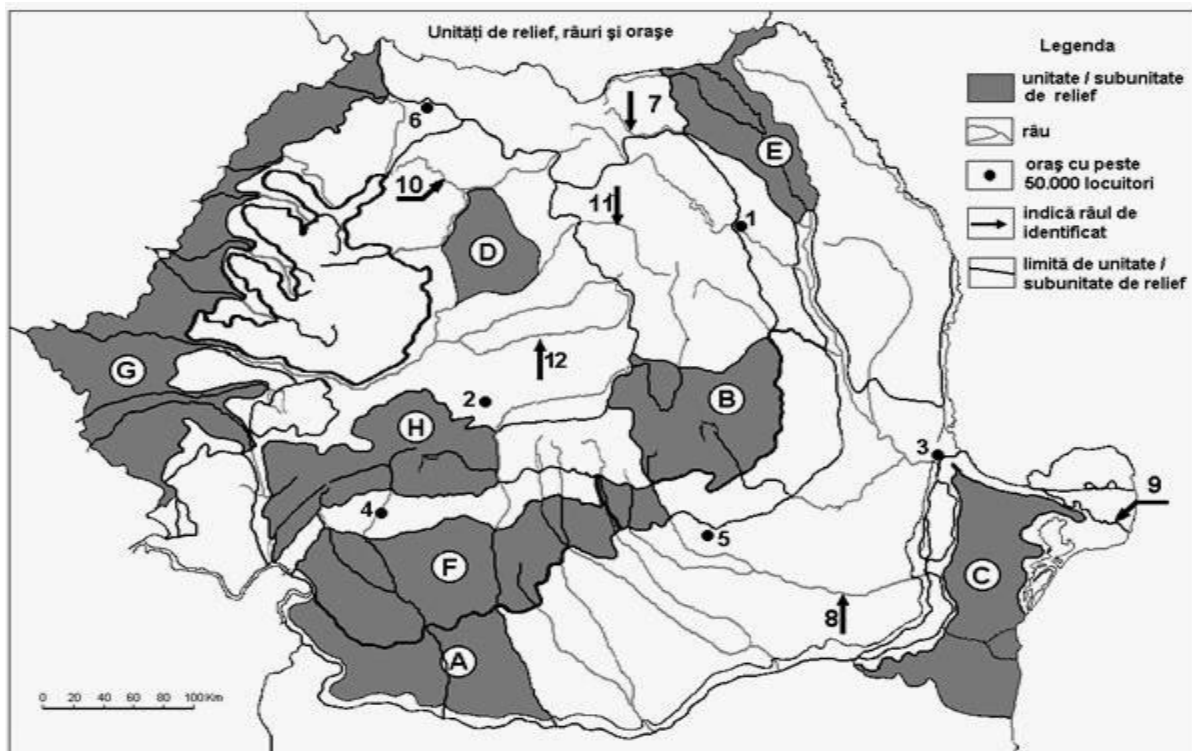 Unități de relief, râuri și orașe
Legenda
unitate / subunitate
de relief
râu
oraș cu peste
50.000 locuitori
indică râul de
identificat
limită de unitate /
subunitate de relief
7
6
E
10
11
1
D
G
12
2
B
H
3
9
4
5
F
C
8
A
0 20 40 60 80 100 Km